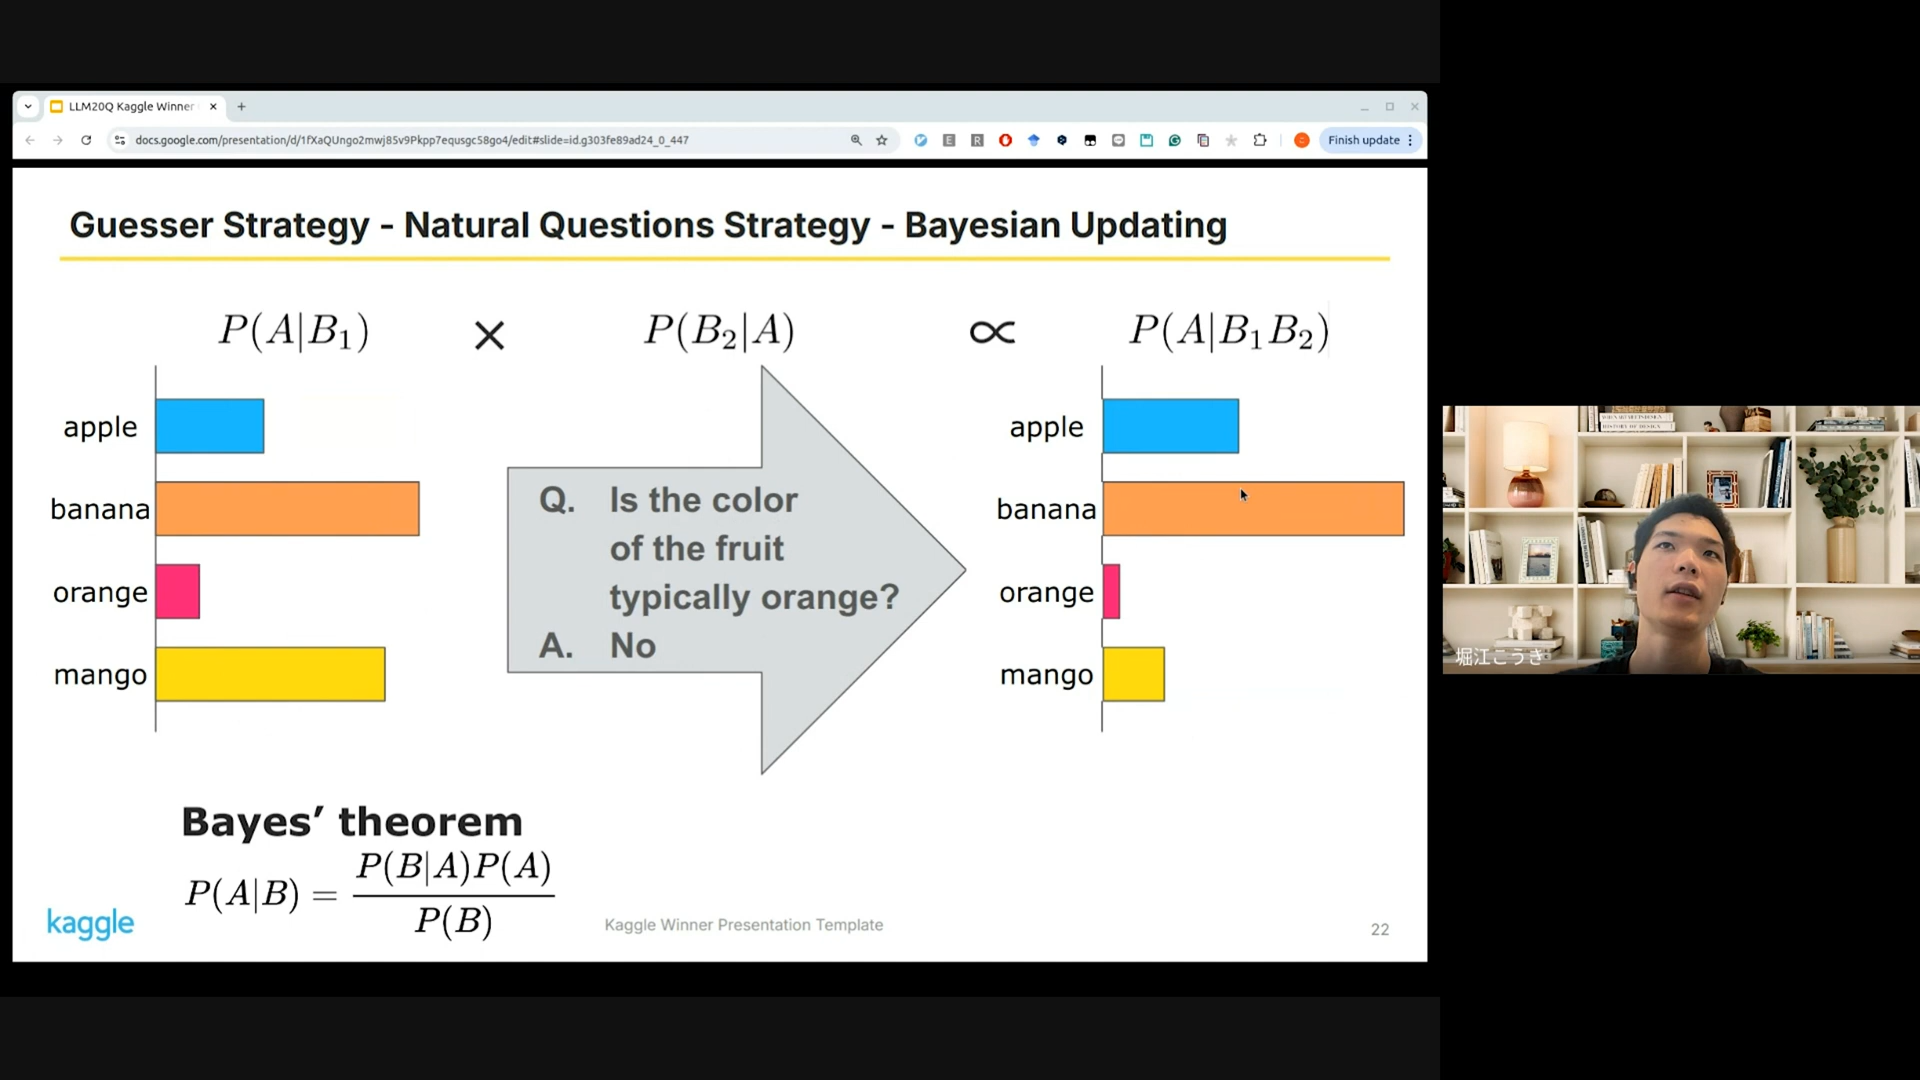 LLM20Q Kaggle Winner
docs.google.com/presentation/d/1fXaQUngo2mwj85v9Pkpp7equsgc58go4/edit#slide=id.g303fe89ad24_0_447
Finish update
Guesser Strategy - Natural Questions Strategy - Bayesian Updating
P(A|B₁) × P(B₂|A) ∝ P(A|B₁B₂)
apple
banana
orange
mango
Q. Is the color
of the fruit
typically orange?
A. No
apple
banana
orange
mango
Bayes’ theorem
P(A|B) = P(B|A)P(A) / P(B)
kaggle
Kaggle Winner Presentation Template
22
堀江こうき